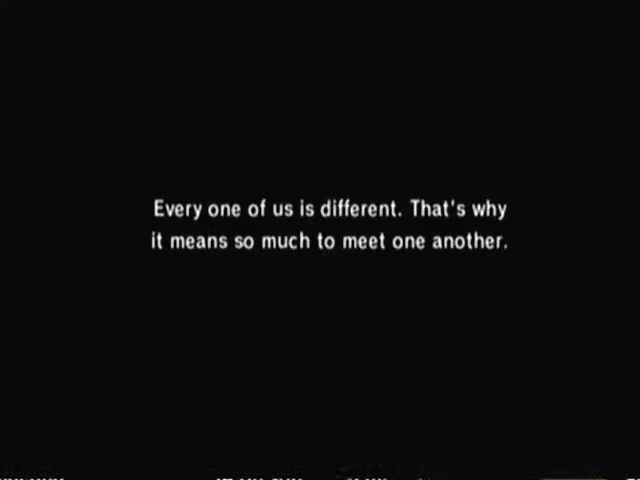 Every one of us is different. That's why
it means so much to meet one another.